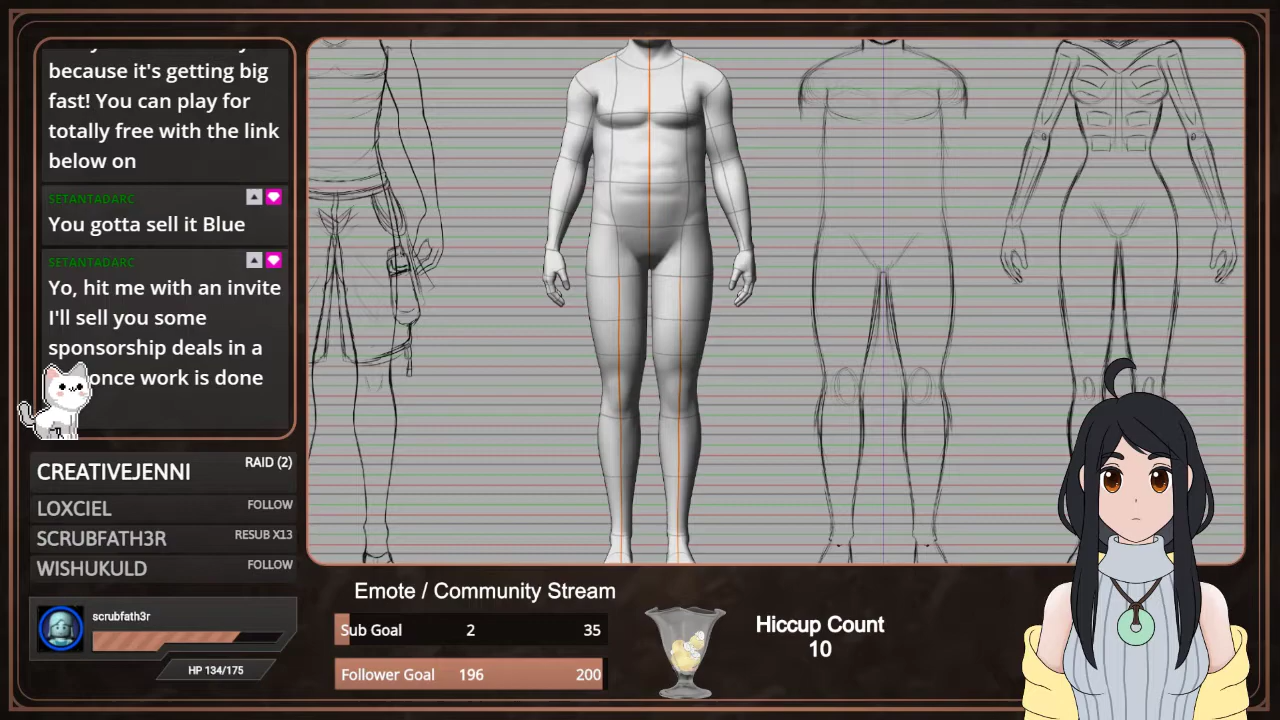 because it's getting big
fast! You can play for
totally free with the link
below on
SETANTADARC
You gotta sell it Blue
SETANTADARC
Yo, hit me with an invite
I'll sell you some
sponsorship deals in a
once work is done
CREATIVEJENNI RAID (2)
LOXCIEL FOLLOW
SCRUBFATH3R RESUB X13
WISHUKULD FOLLOW
scrubfath3r
HP 134/175
Emote / Community Stream
Sub Goal 2 35
Follower Goal 196 200
Hiccup Count
10